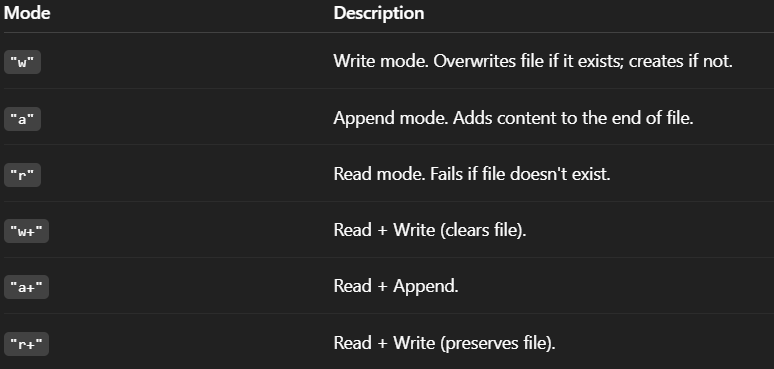 Mode Description
"w" Write mode. Overwrites file if it exists; creates if not.
"a" Append mode. Adds content to the end of file.
"r" Read mode. Fails if file doesn't exist.
"w+" Read + Write (clears file).
"a+" Read + Append.
"r+" Read + Write (preserves file).